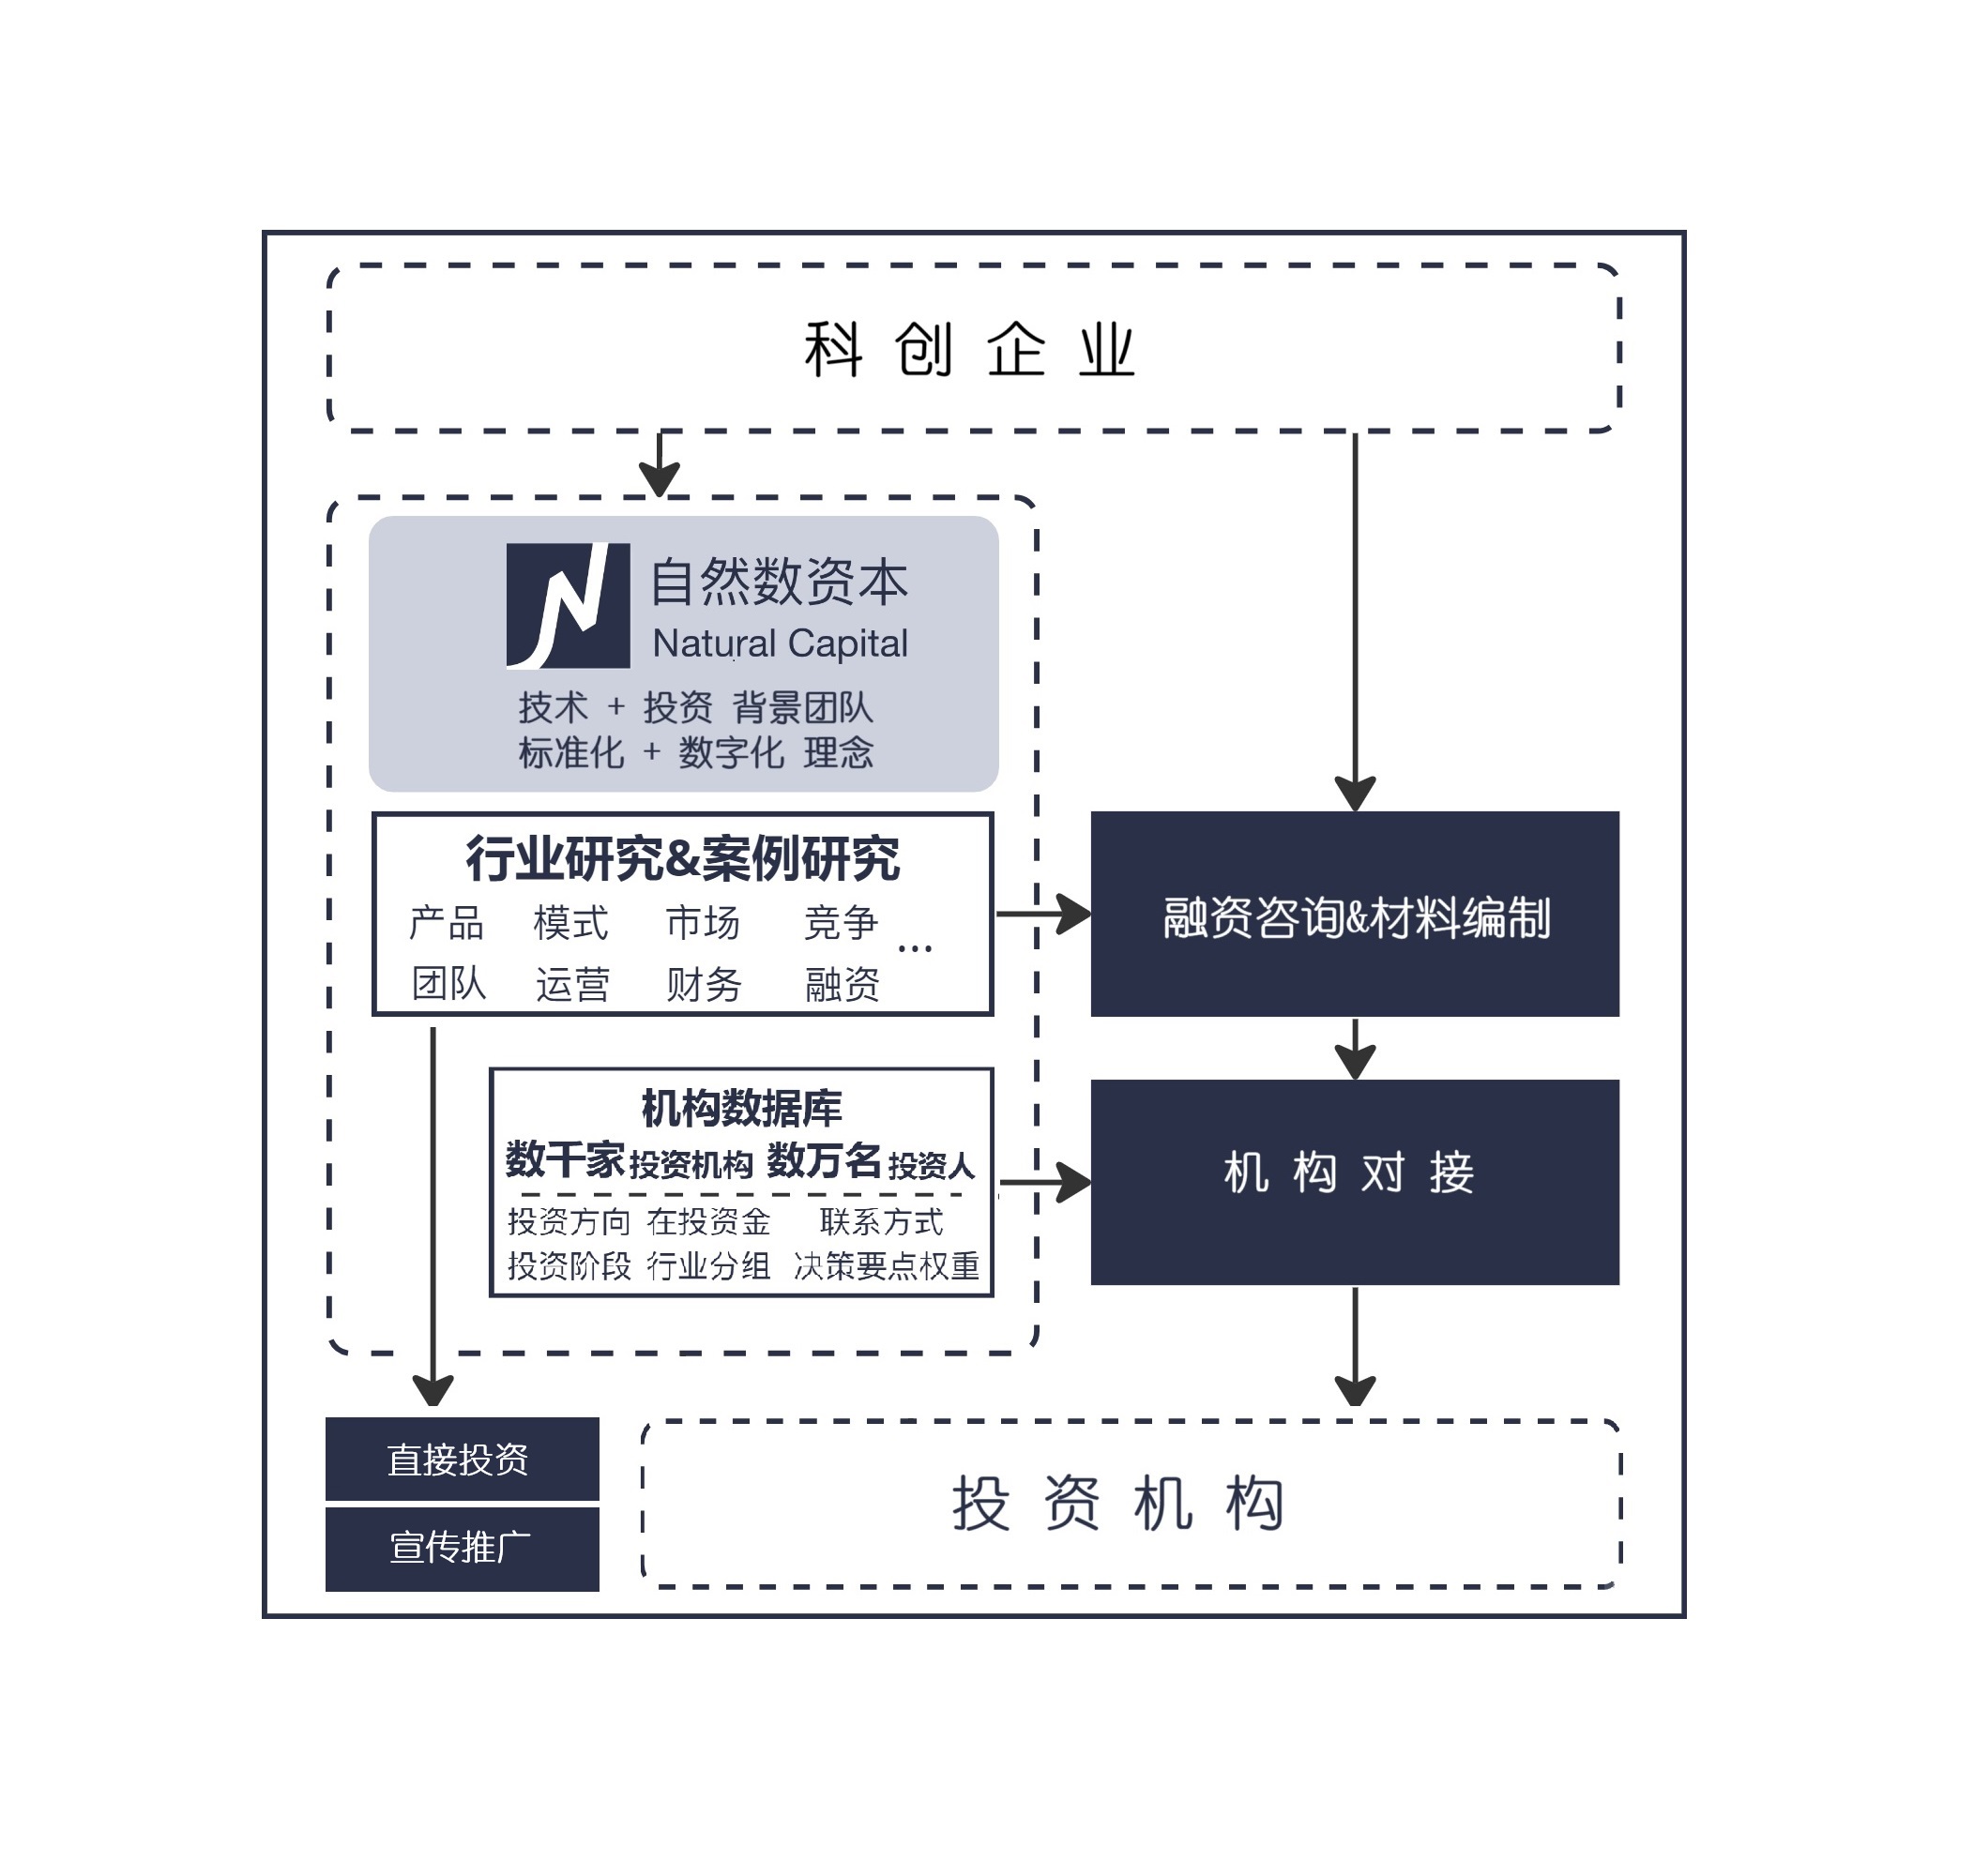 科创企业
自然数资本
Natural Capital
技术 + 投资 背景团队
标准化 + 数字化 理念
行业研究&案例研究
产品 模式 市场 竞争 ...
团队 运营 财务 融资
融资咨询&材料编制
机构数据库
数千家投资机构 数万名投资人
投资方向 在投资金 联系方式
投资阶段 行业分组 决策要点权重
机构对接
直接投资
宣传推广
投资机构